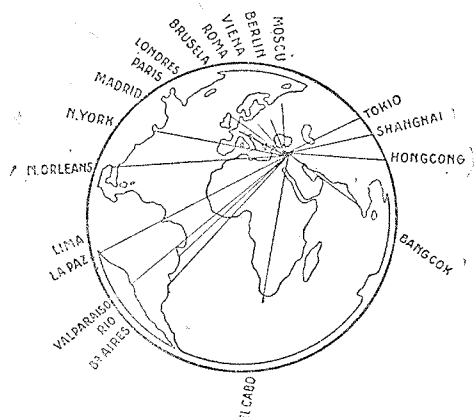 MOSCU
BERLIN
VIENA
ROMA
BRUSELA
LONDRES
PARIS
MADRID
N.YORK
N.ORLEANS
LIMA
LA PAZ
VALPARAISO
RIO
Bs AIRES
EL CABO
BANGCOK
HONGCONG
SHANGHAI
TOKIO